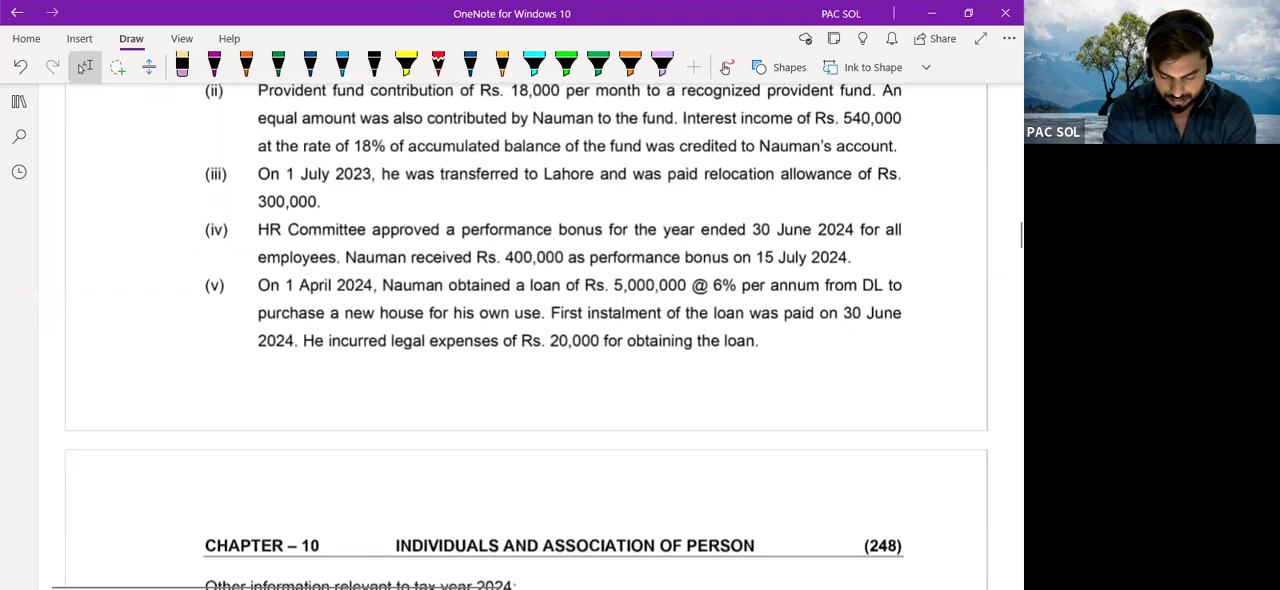 OneNote for Windows 10
PAC SOL
Home Insert Draw View Help
Share
Shapes
Ink to Shape
(ii) Provident fund contribution of Rs. 18,000 per month to a recognized provident fund. An
equal amount was also contributed by Nauman to the fund. Interest income of Rs. 540,000
at the rate of 18% of accumulated balance of the fund was credited to Nauman's account.
(iii) On 1 July 2023, he was transferred to Lahore and was paid relocation allowance of Rs.
300,000.
(iv) HR Committee approved a performance bonus for the year ended 30 June 2024 for all
employees. Nauman received Rs. 400,000 as performance bonus on 15 July 2024.
(v) On 1 April 2024, Nauman obtained a loan of Rs. 5,000,000 @ 6% per annum from DL to
purchase a new house for his own use. First instalment of the loan was paid on 30 June
2024. He incurred legal expenses of Rs. 20,000 for obtaining the loan.
CHAPTER – 10 INDIVIDUALS AND ASSOCIATION OF PERSON (248)
Other information relevant to tax year 2024:
PAC SOL